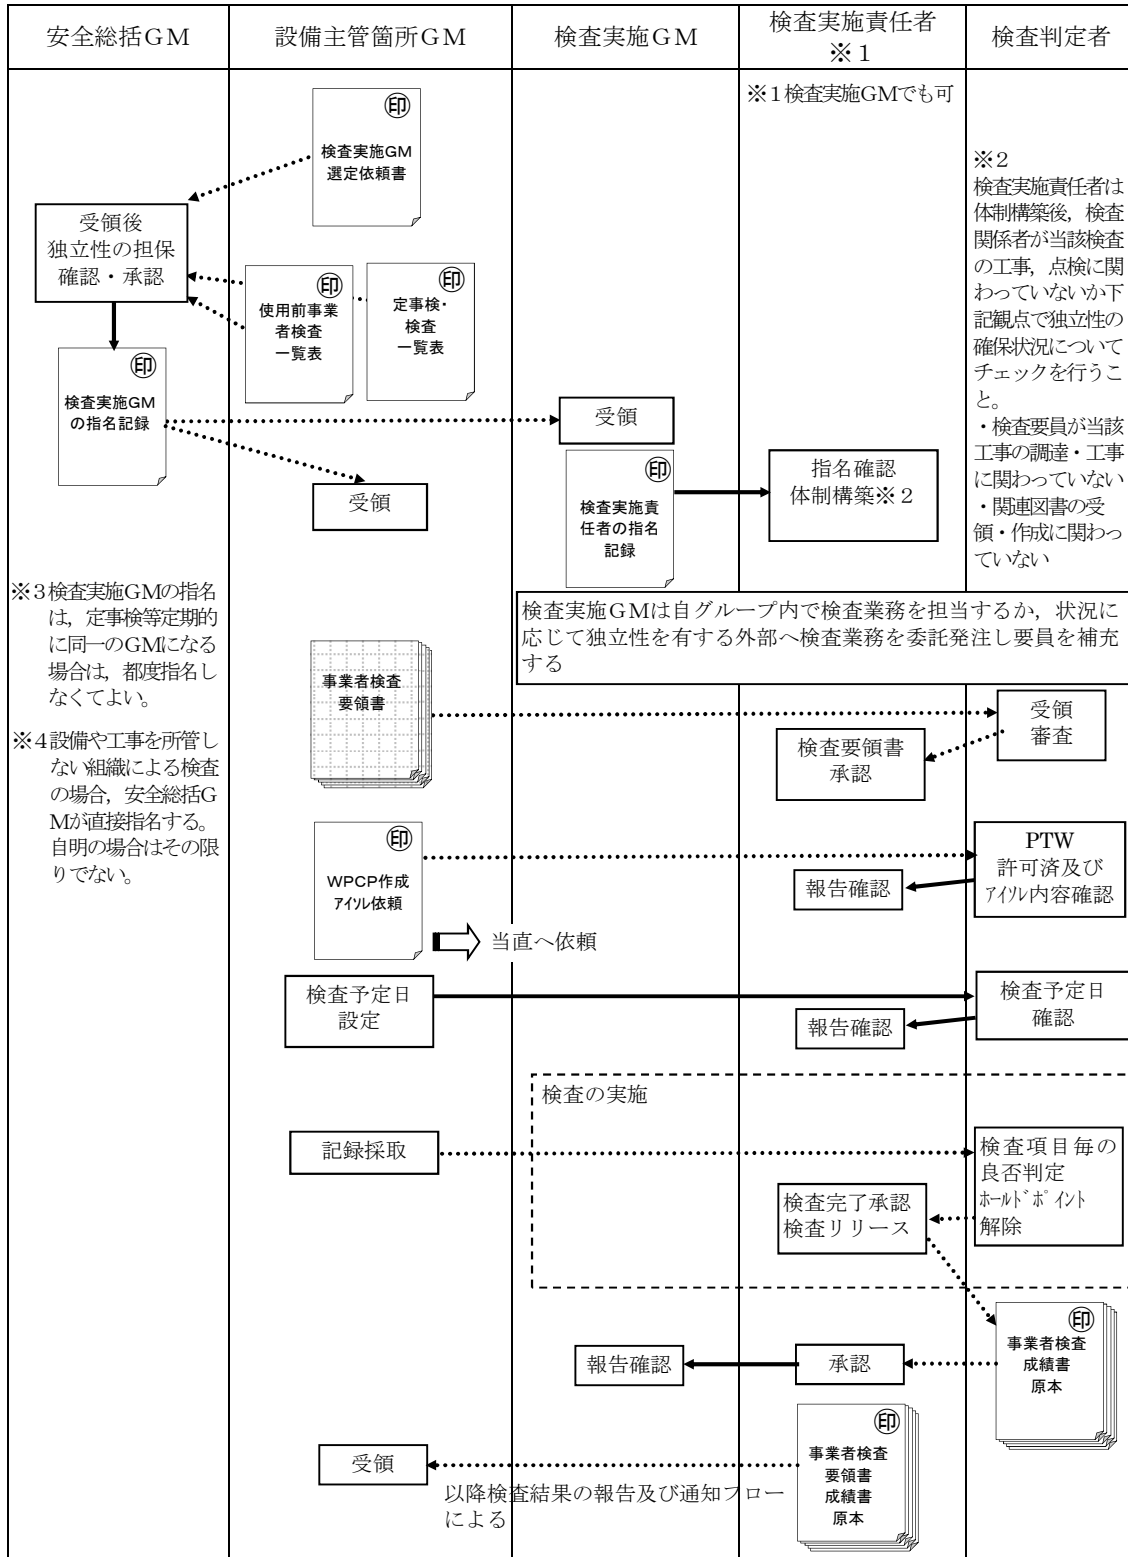 安全総括GM
設備主管箇所GM
検査実施GM
検査実施責任者
※1
検査判定者
※1検査実施GMでも可
印
検査実施GM
選定依頼書
受領後
独立性の担保
確認・承認
印
使用前事業
者検査
一覧表
印
定事検・
検査
一覧表
※2
検査実施責任者は
体制構築後，検査
関係者が当該検査
の工事，点検に関
わっていないか下
記観点で独立性の
確保状況について
チェックを行うこ
と。
・検査要員が当該
工事の調達・工事
に関わっていない
・関連図書の受
領・作成に関わっ
ていない
印
検査実施GM
の指名記録
受領
受領
印
検査実施責
任者の指名
記録
指名確認
体制構築※2
※3検査実施GMの指名
は，定事検等定期的
に同一のGMになる
場合は，都度指名し
なくてよい。
※4設備や工事を所管し
ない組織による検査
の場合，安全総括G
Mが直接指名する。
自明の場合はその限
りでない。
検査実施GMは自グループ内で検査業務を担当するか，状況に
応じて独立性を有する外部へ検査業務を委託発注し要員を補充
する
事業者検査
要領書
受領
審査
検査要領書
承認
印
WPCP作成
ｱｲｿﾚ依頼
PTW
許可済及び
ｱｲｿﾚ内容確認
報告確認
当直へ依頼
検査予定日
設定
検査予定日
確認
報告確認
検査の実施
記録採取
検査項目毎の
良否判定
ﾎｰﾙﾄﾞﾎﾟｲﾝﾄ
解除
検査完了承認
検査リリース
印
事業者検査
成績書
原本
承認
報告確認
印
事業者検査
要領書
成績書
原本
受領
以降検査結果の報告及び通知フロー
による